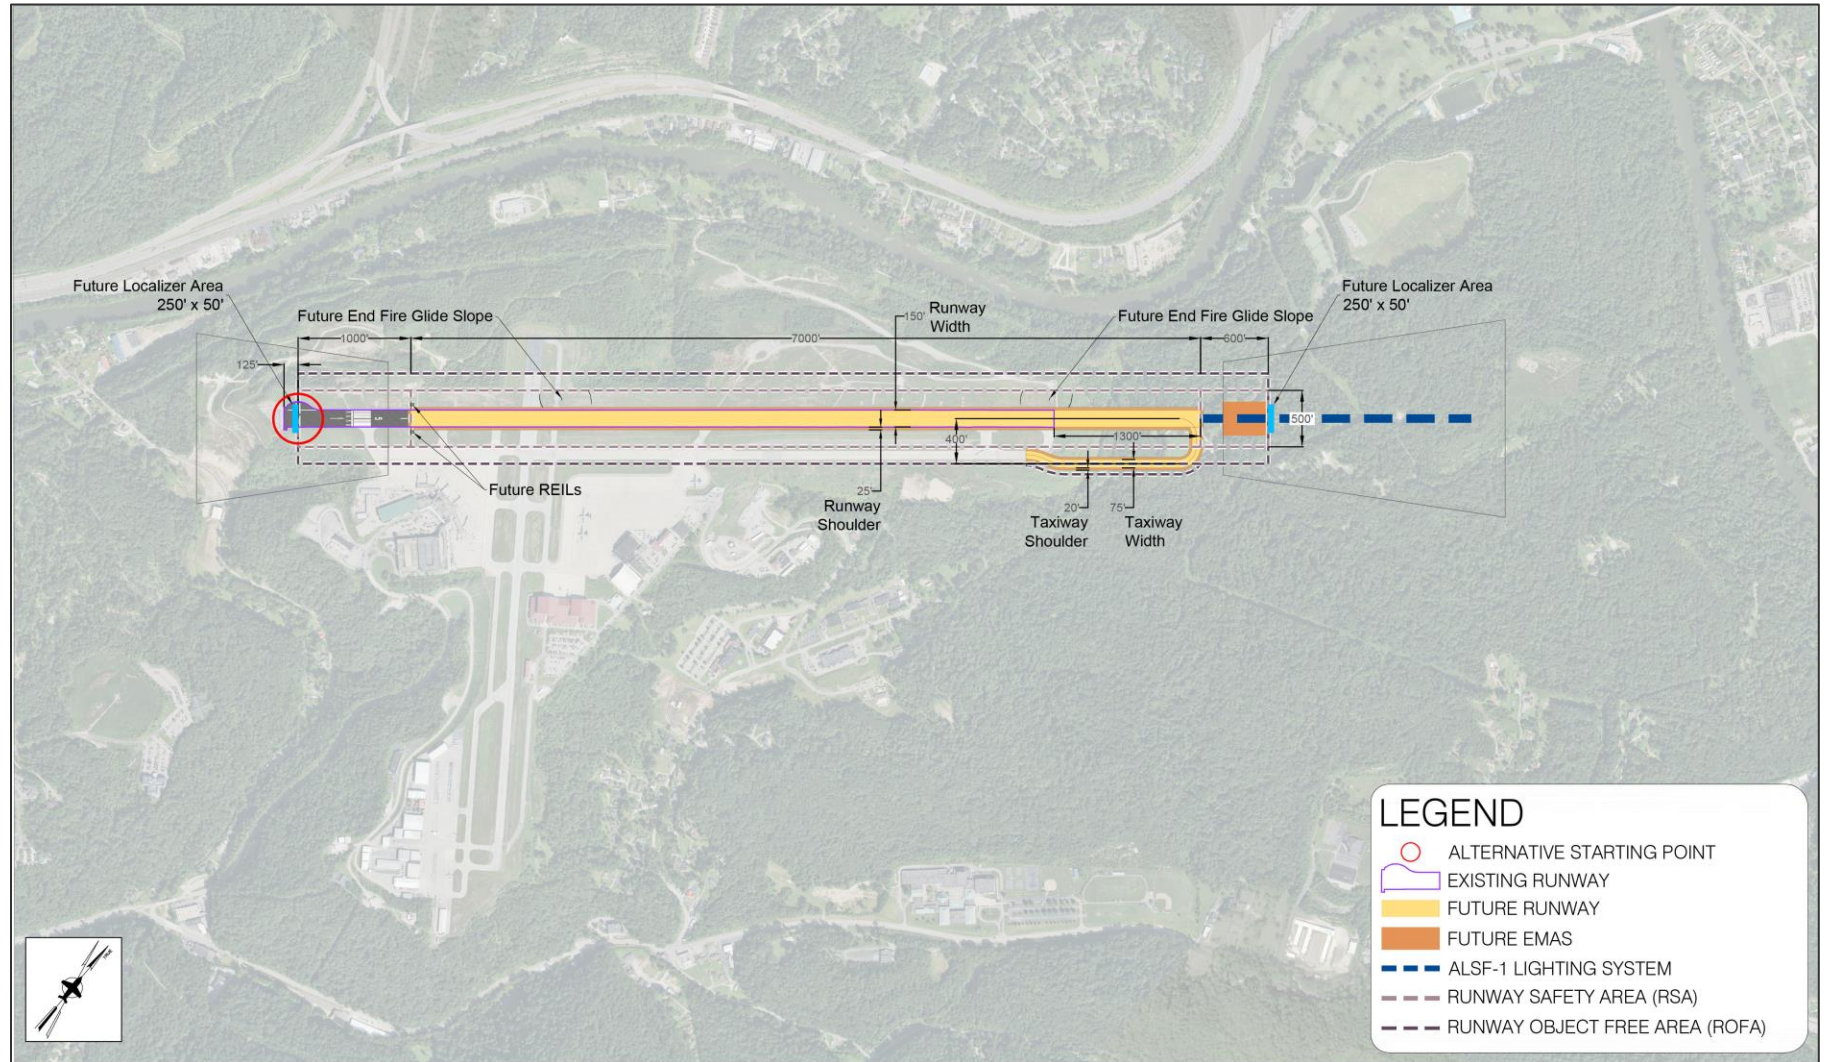 Future Localizer Area
250' x 50'
Future Localizer Area
250' x 50'
Future End Fire Glide Slope
150'
Runway
Width
Future End Fire Glide Slope
1000'
7000'
600'
125'
500'
400'
1300'
Future REILs
25'
Runway
Shoulder
20'
Taxiway
Shoulder
75'
Taxiway
Width
LEGEND
ALTERNATIVE STARTING POINT
EXISTING RUNWAY
FUTURE RUNWAY
FUTURE EMAS
ALSF-1 LIGHTING SYSTEM
RUNWAY SAFETY AREA (RSA)
RUNWAY OBJECT FREE AREA (ROFA)